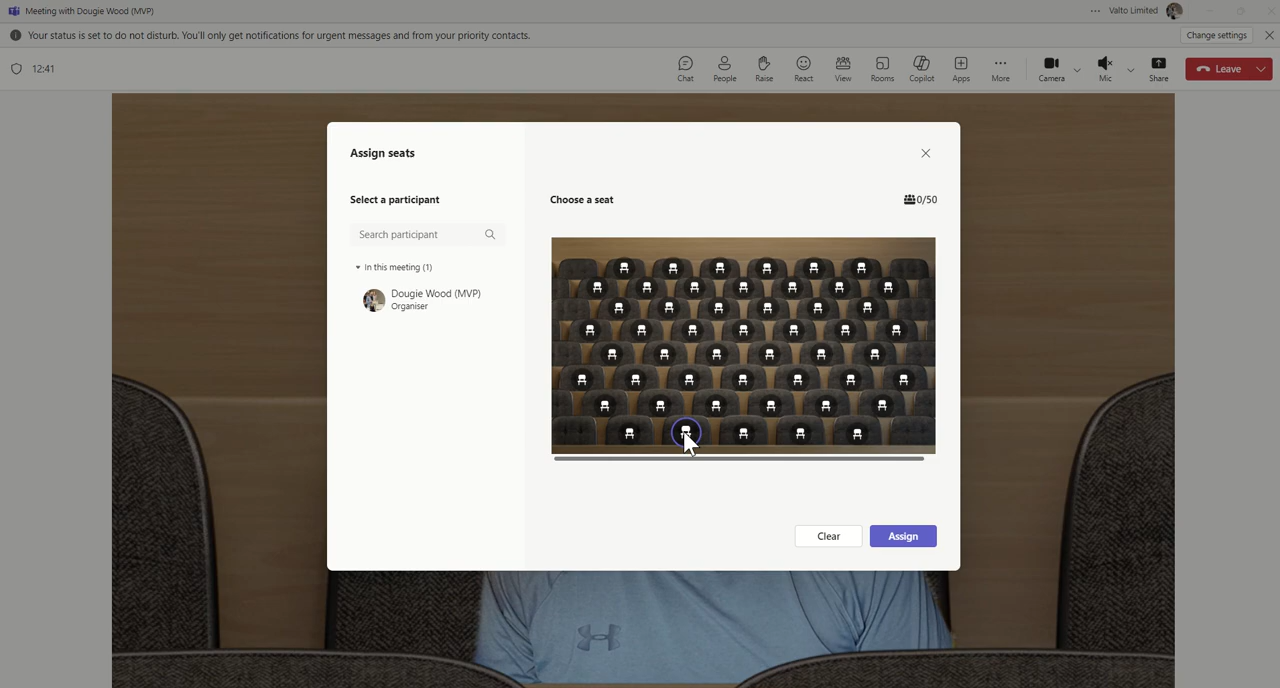 Meeting with Dougie Wood (MVP)
Valto Limited
Your status is set to do not disturb. You'll only get notifications for urgent messages and from your priority contacts.
Change settings
12:41
Chat
People
Raise
React
View
Rooms
Copilot
Apps
More
Camera
Mic
Share
Leave
Assign seats
Select a participant
Choose a seat
0/50
Search participant
In this meeting (1)
Dougie Wood (MVP)
Organiser
Clear
Assign